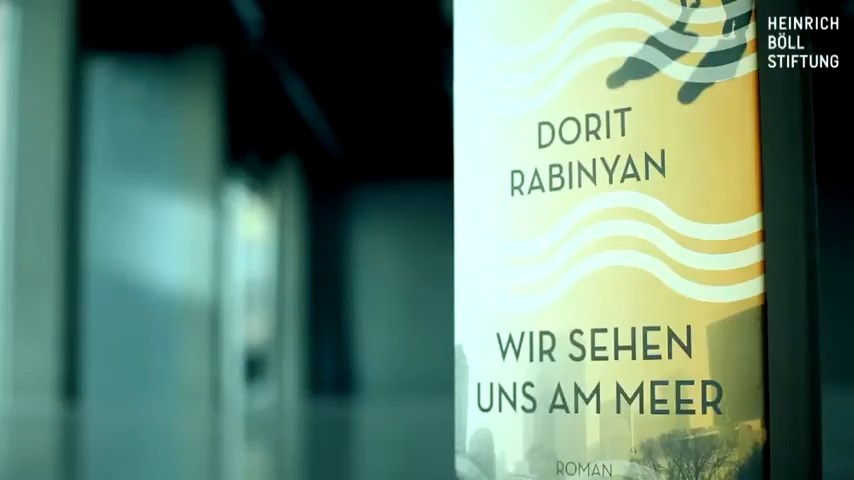 HEINRICH
BÖLL
STIFTUNG
DORIT
RABINYAN
WIR SEHEN
UNS AM MEER
ROMAN